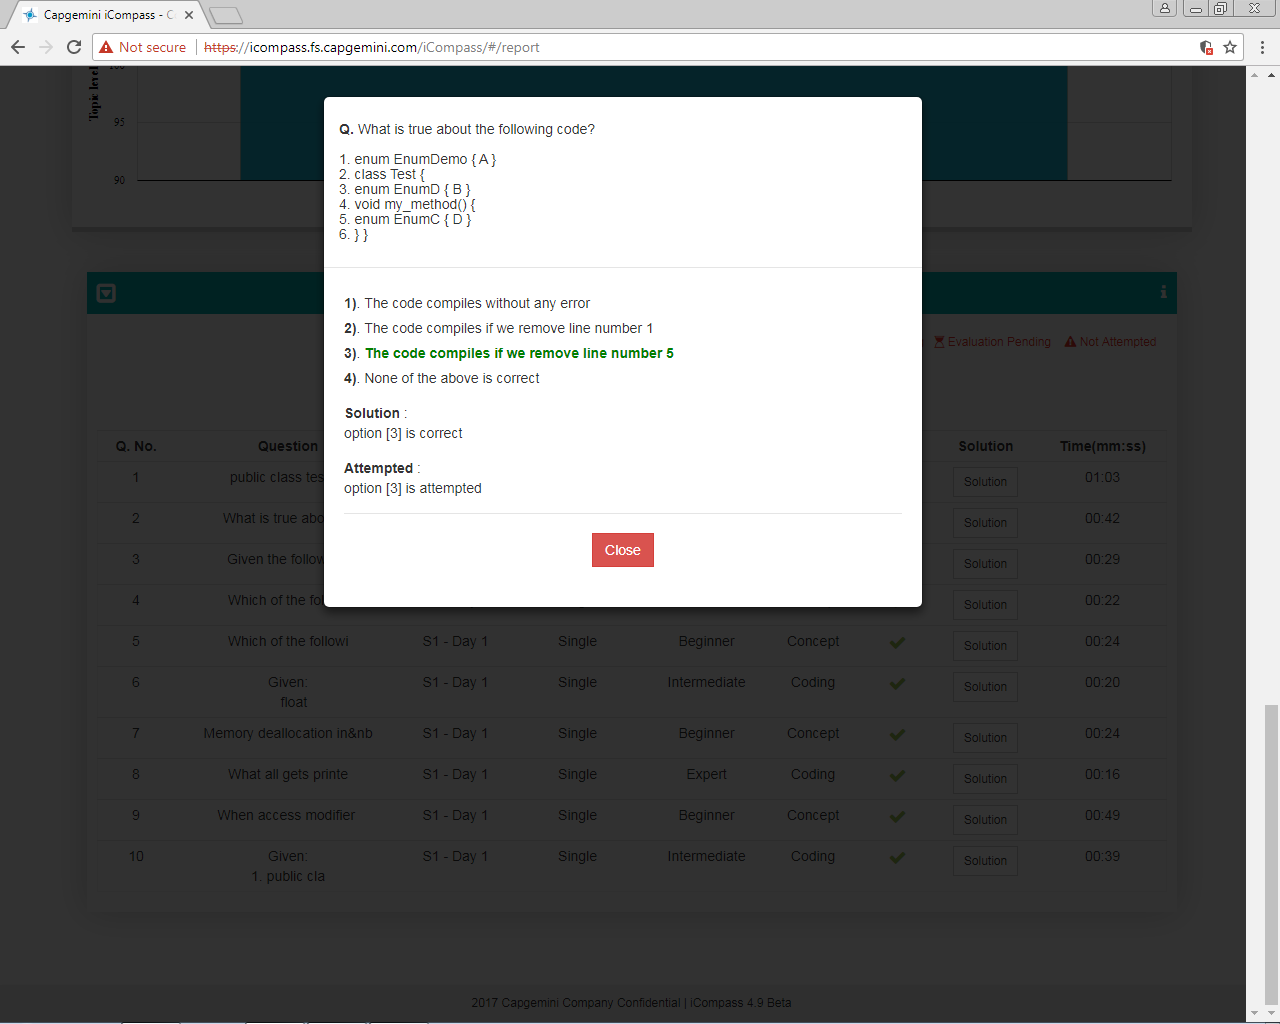 Capgemini iCompass - C
Not secure | https://icompass.fs.capgemini.com/iCompass/#/report
Topic level
100
95
90
Q. What is true about the following code?
1. enum EnumDemo { A }
2. class Test {
3. enum EnumD { B }
4. void my_method() {
5. enum EnumC { D }
6. } }
1). The code compiles without any error
2). The code compiles if we remove line number 1
3). The code compiles if we remove line number 5
4). None of the above is correct
Solution :
option [3] is correct
Attempted :
option [3] is attempted
Close
Evaluation Pending Not Attempted
Q. No. Question Solution Time(mm:ss)
1 public class tes Solution 01:03
2 What is true abo Solution 00:42
3 Given the follow Solution 00:29
4 Which of the fo Solution 00:22
5 Which of the followi S1 - Day 1 Single Beginner Concept Solution 00:24
6 Given: S1 - Day 1 Single Intermediate Coding Solution 00:20
float
7 Memory deallocation in&nb S1 - Day 1 Single Beginner Concept Solution 00:24
8 What all gets printe S1 - Day 1 Single Expert Coding Solution 00:16
9 When access modifier S1 - Day 1 Single Beginner Concept Solution 00:49
10 Given: S1 - Day 1 Single Intermediate Coding Solution 00:39
1. public cla
2017 Capgemini Company Confidential | iCompass 4.9 Beta